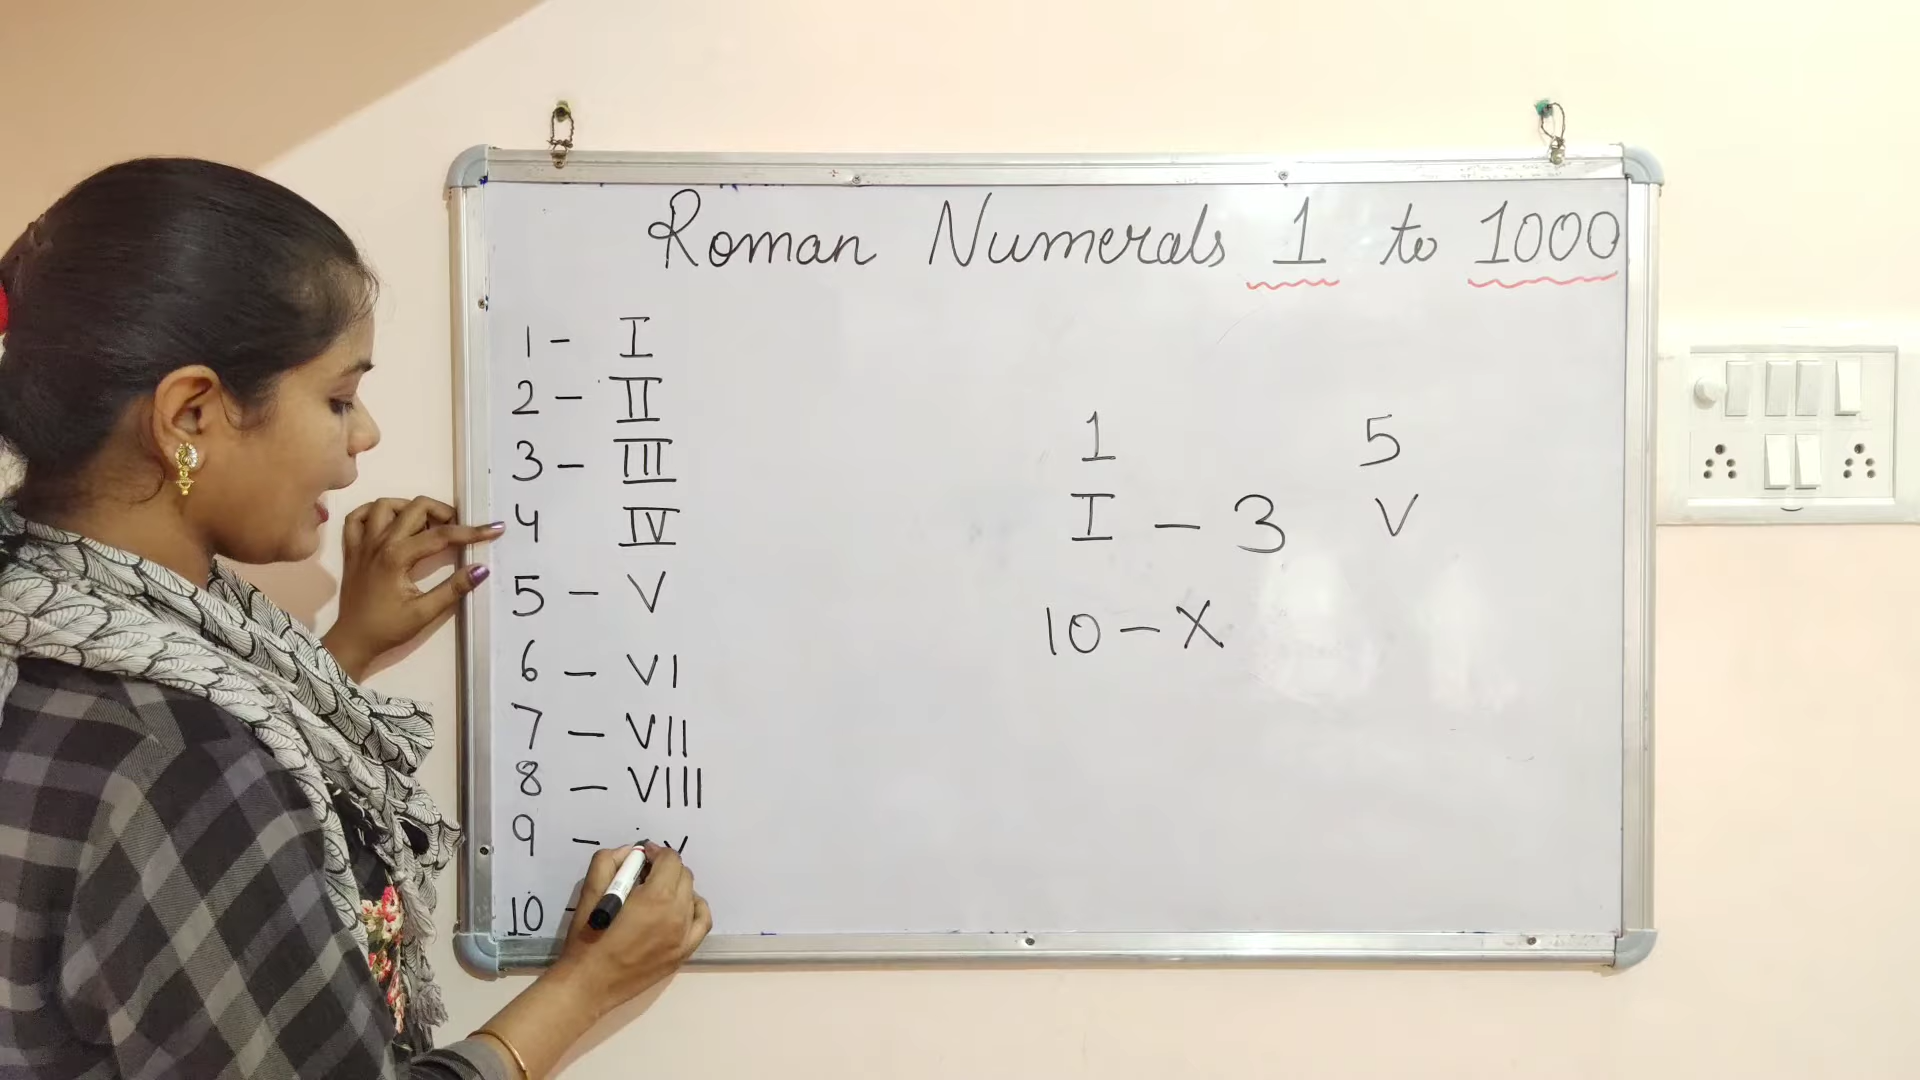 Roman Numerals 1 to 1000
1 - I
2 - II
3 - III
4 IV
5 - V
6 - VI
7 - VII
8 - VIII
9 -
10 -
1 5
I - 3 V
10 - X